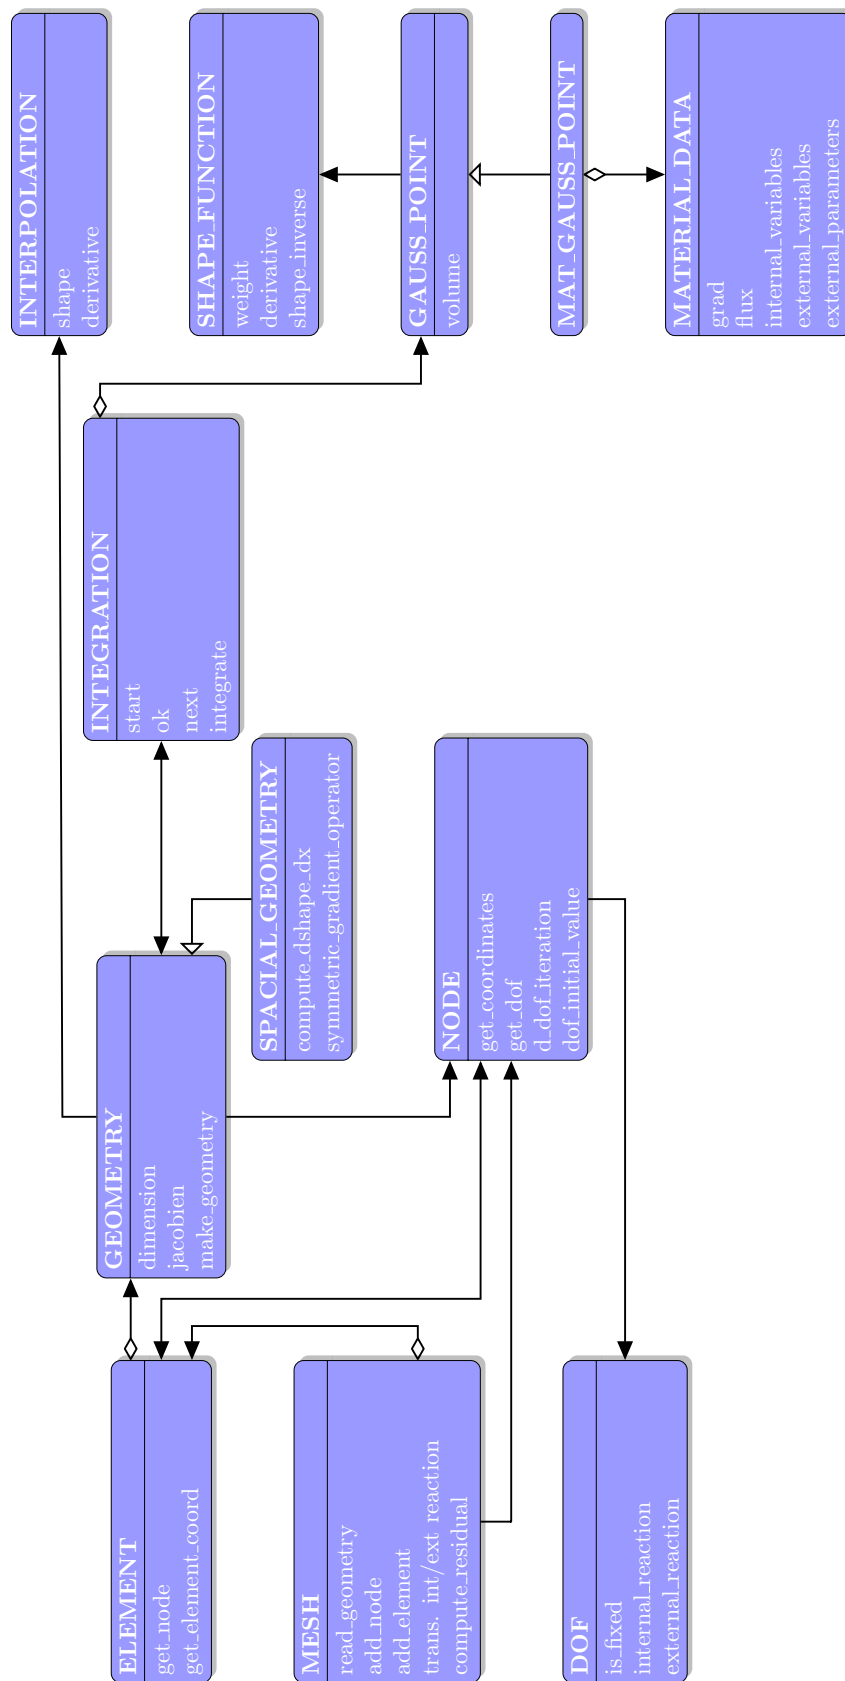 ELEMENT
get_node
get_element_coord
MESH
read_geometry
add_node
add_element
trans. int/ext reaction
compute_residual
DOF
is_fixed
internal_reaction
external_reaction
GEOMETRY
dimension
jacobien
make_geometry
SPACIAL_GEOMETRY
compute_dshape_dx
symmetric_gradient_operator
NODE
get_coordinates
get_dof
d_dof_iteration
dof_initial_value
INTEGRATION
start
ok
next
integrate
INTERPOLATION
shape
derivative
SHAPE_FUNCTION
weight
derivative
shape_inverse
GAUSS_POINT
volume
MAT_GAUSS_POINT
MATERIAL_DATA
grad
flux
internal_variables
external_variables
external_parameters